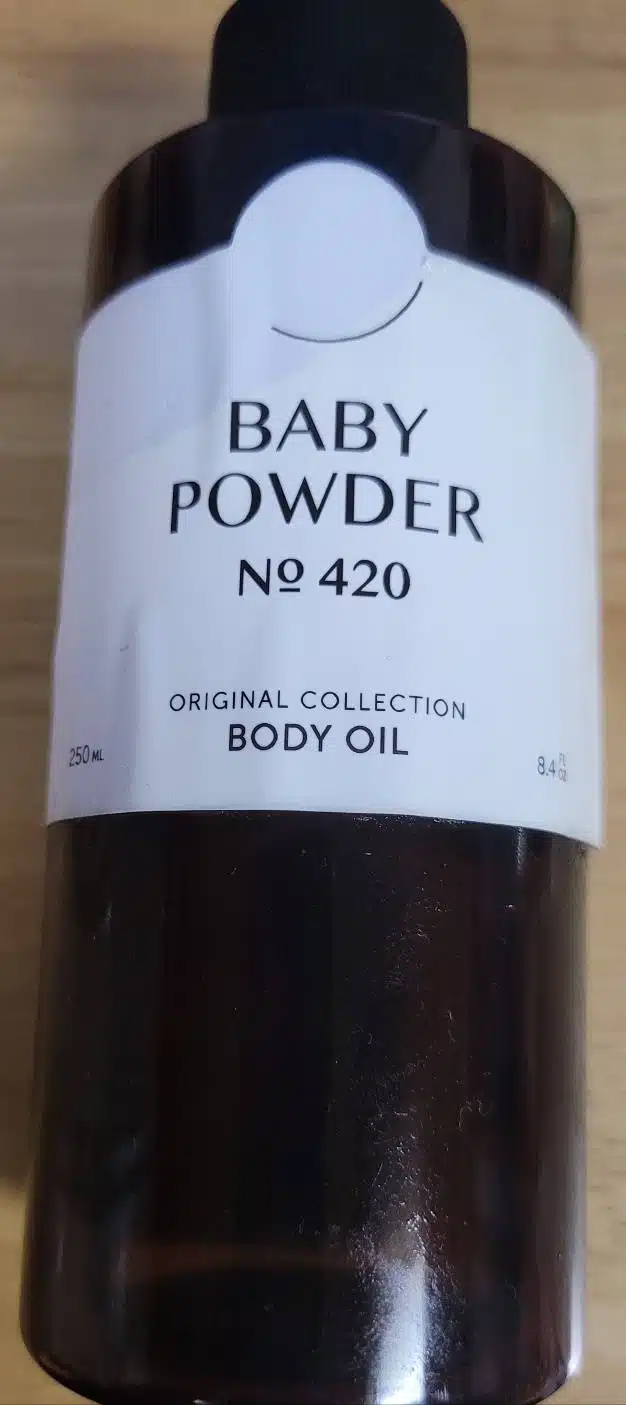 BABY
POWDER
Nº 420
ORIGINAL COLLECTION
BODY OIL
250 ML
8.4 FL OZ